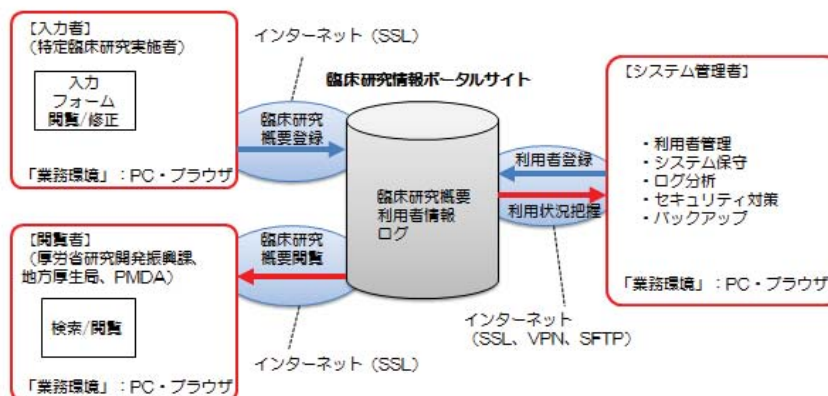 【入力者】
（特定臨床研究実施者）
入力
フォーム
閲覧/修正
「業務環境」：PC・ブラウザ
インターネット（SSL）
臨床研究情報ポータルサイト
臨床研究
概要登録
臨床研究概要
利用者情報
ログ
利用者登録
利用状況把握
【システム管理者】
・利用者管理
・システム保守
・ログ分析
・セキュリティ対策
・バックアップ
「業務環境」：PC・ブラウザ
【閲覧者】
（厚労省研究開発振興課、
地方厚生局、PMDA）
検索/閲覧
「業務環境」：PC・ブラウザ
臨床研究
概要閲覧
インターネット（SSL）
インターネット
（SSL、VPN、SFTP）